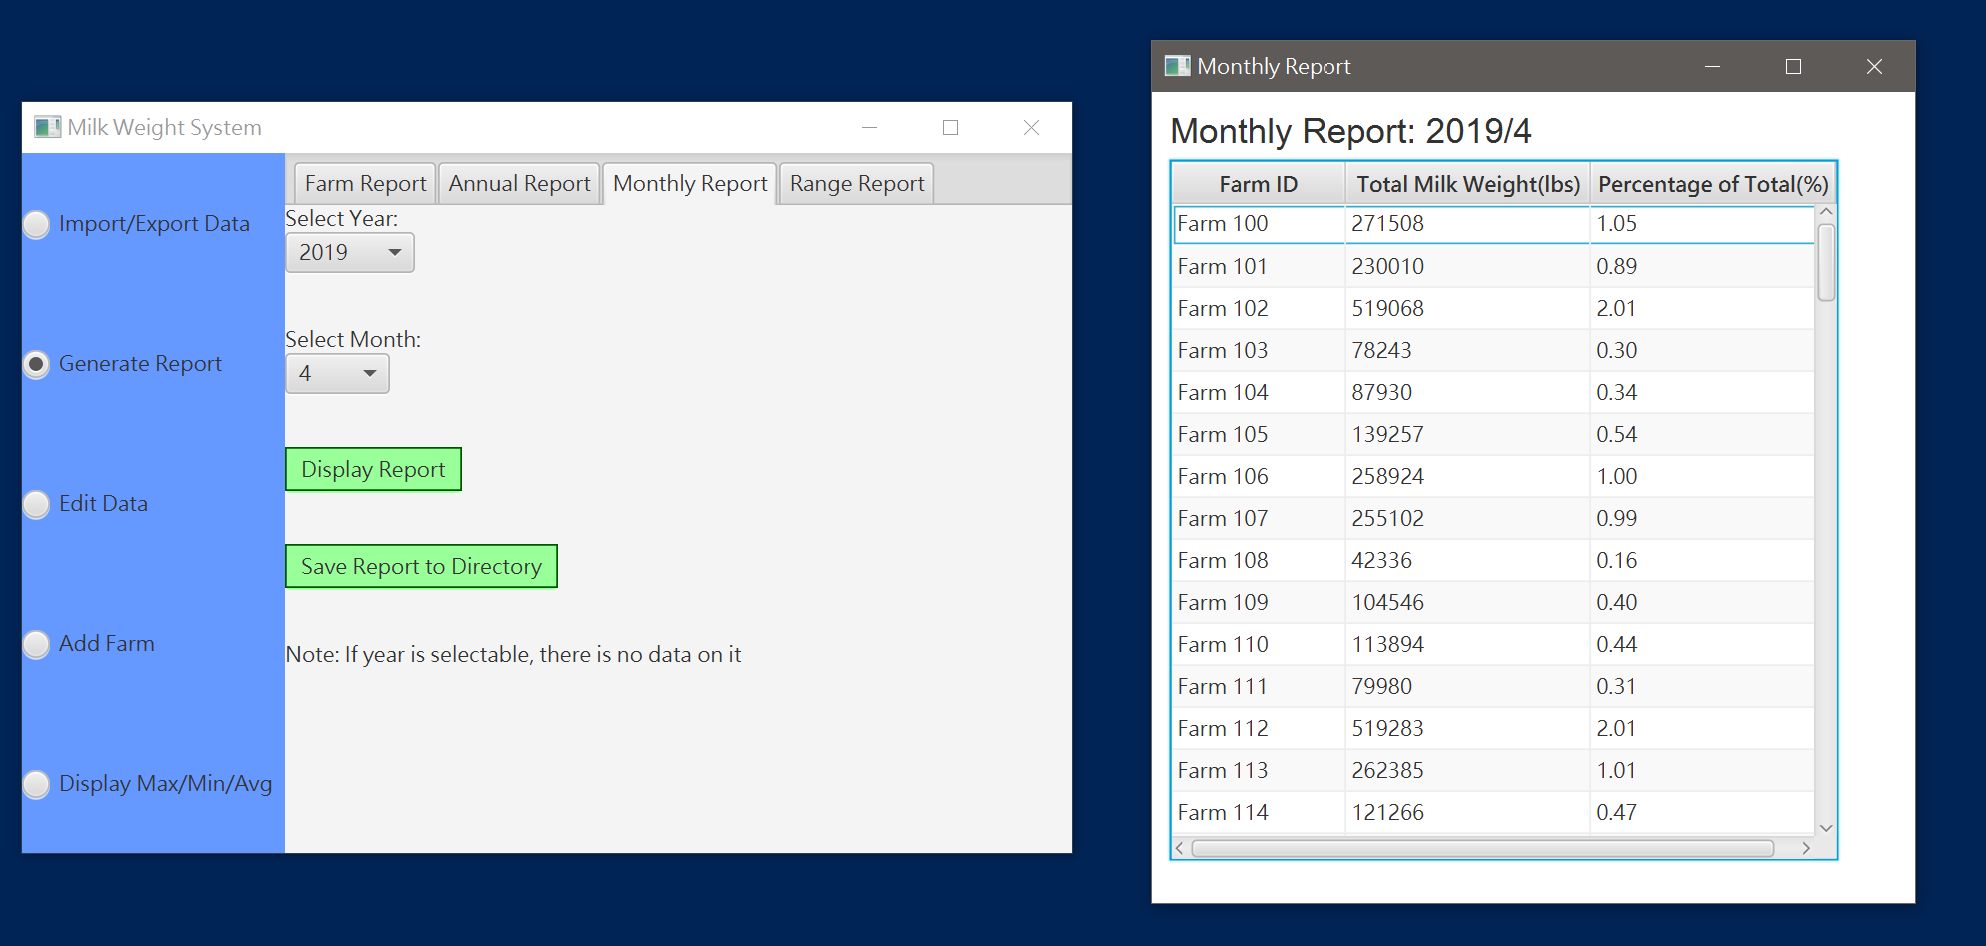 Milk Weight System
Import/Export Data
Generate Report
Edit Data
Add Farm
Display Max/Min/Avg
Farm Report Annual Report Monthly Report Range Report
Select Year:
2019
Select Month:
4
Display Report
Save Report to Directory
Note: If year is selectable, there is no data on it
Monthly Report
Monthly Report: 2019/4
Farm ID Total Milk Weight(lbs) Percentage of Total(%)
Farm 100 271508 1.05
Farm 101 230010 0.89
Farm 102 519068 2.01
Farm 103 78243 0.30
Farm 104 87930 0.34
Farm 105 139257 0.54
Farm 106 258924 1.00
Farm 107 255102 0.99
Farm 108 42336 0.16
Farm 109 104546 0.40
Farm 110 113894 0.44
Farm 111 79980 0.31
Farm 112 519283 2.01
Farm 113 262385 1.01
Farm 114 121266 0.47